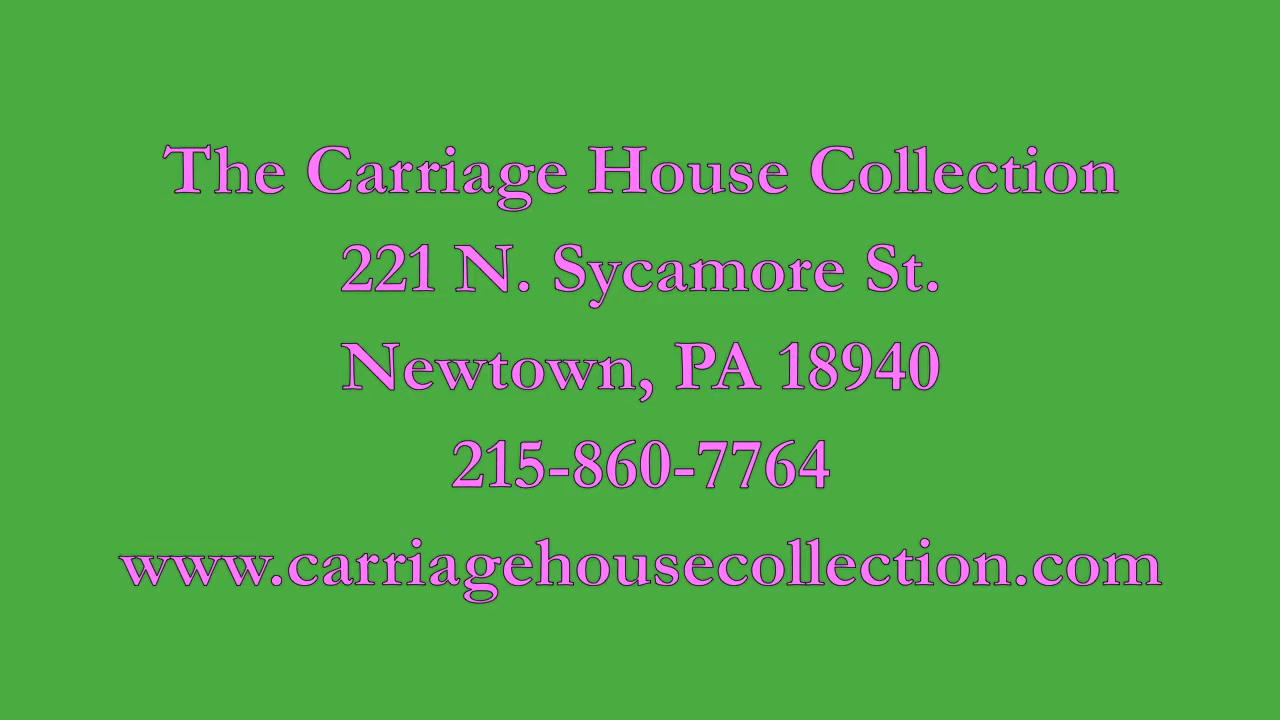 The Carriage House Collection
221 N. Sycamore St.
Newtown, PA 18940
215-860-7764
www.carriagehousecollection.com